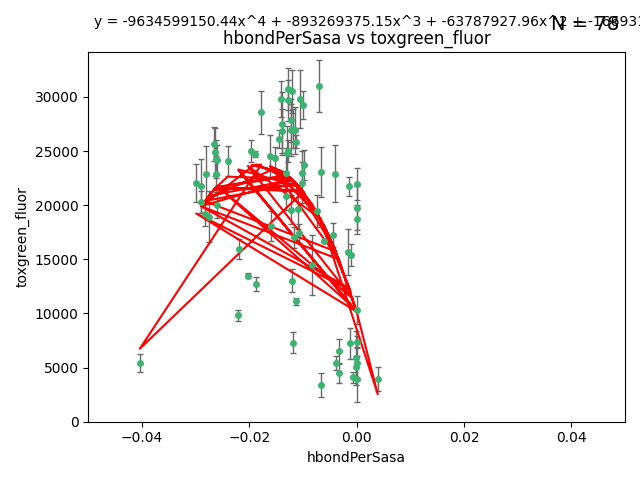 y = -9634599150.44x^4 + -893269375.15x^3 + -63787927.96x^2 +
N = 78
hbondPerSasa vs toxgreen_fluor
30000
25000
20000
15000
10000
5000
0
toxgreen_fluor
−0.04 −0.02 0.00 0.02 0.04
hbondPerSasa